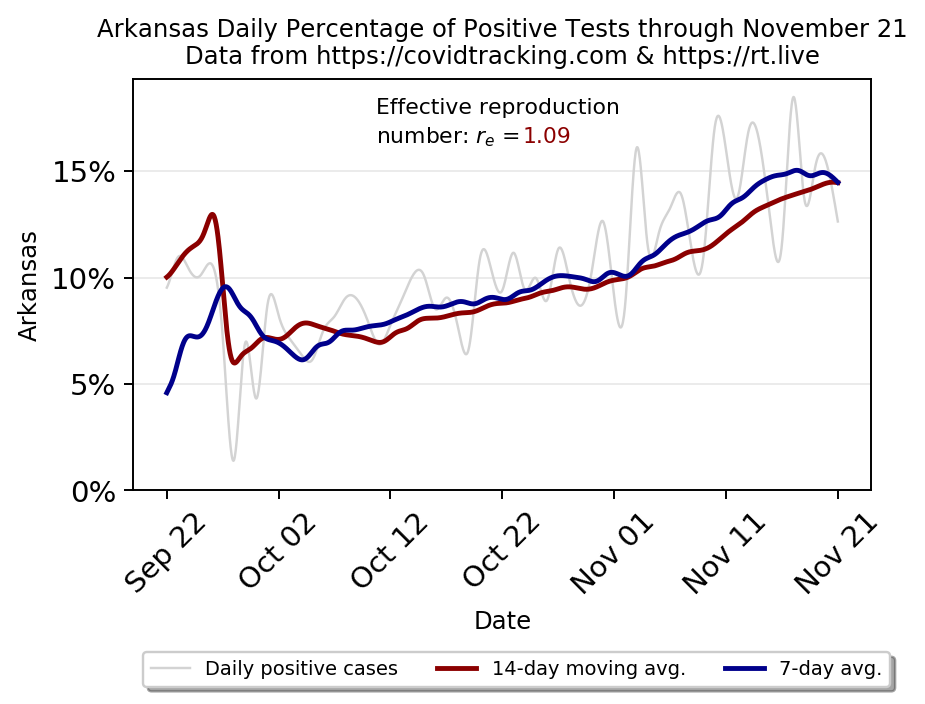 Arkansas Daily Percentage of Positive Tests through November 21
Data from https://covidtracking.com & https://rt.live
Effective reproduction
number: rₑ =1.09
15%
10%
5%
0%
Arkansas
Sep 22
Oct 02
Oct 12
Oct 22
Nov 01
Nov 11
Nov 21
Date
Daily positive cases
14-day moving avg.
7-day avg.